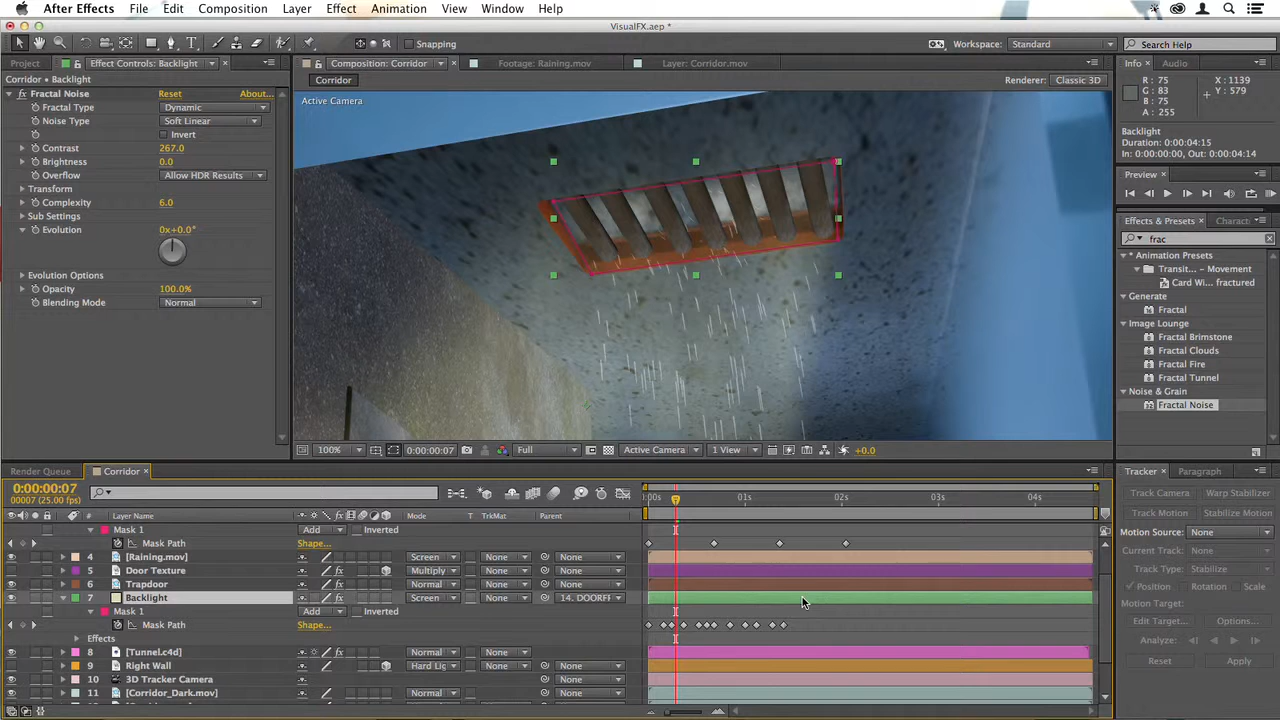 After Effects File Edit Composition Layer Effect Animation View Window Help
VisualFX.aep *
Snapping Workspace: Standard Search Help
Project Effect Controls: Backlight Composition: Corridor Footage: Raining.mov Layer: Corridor.mov Info Audio
Corridor • Backlight Corridor Renderer: Classic 3D
Fractal Noise Reset About...
Fractal Type Dynamic
Noise Type Soft Linear
Invert
Contrast 267.0
Brightness 0.0
Overflow Allow HDR Results
Transform
Complexity 6.0
Sub Settings
Evolution 0x+0.0°
Evolution Options
Opacity 100.0%
Blending Mode Normal
Active Camera
R: 75 X: 1139
G: 83 Y: 579
B: 75
A: 255
Backlight
Duration: 0:00:04:15
In: 0:00:00:00, Out: 0:00:04:14
Preview
Effects & Presets
frac
* Animation Presets
Transit... – Movement
Card Wi... fractured
Generate
Fractal
Image Lounge
Fractal Brimstone
Fractal Clouds
Fractal Fire
Fractal Tunnel
Noise & Grain
Fractal Noise
100% 0:00:00:07 Full Active Camera 1 View +0.0
Render Queue Corridor
0:00:00:07
00007 (25.00 fps)
01s 02s 03s 04s
# Layer Name Mode T TrkMat Parent
Mask 1 Add Inverted
Mask Path Shape...
4 [Raining.mov] Screen None None
5 Door Texture Multiply None None
6 Trapdoor Normal None None
7 Backlight Screen None
Mask 1 Add Inverted
Mask Path Shape...
Effects
8 [Tunnel.c4d] Normal None None
9 Right Wall Hard Lig None None
10 3D Tracker Camera None
11 [Corridor_Dark.mov] Normal None None
Tracker Paragraph
Track Camera Warp Stabilizer
Track Motion Stabilize Motion
Motion Source: None
Current Track: None
Track Type: Stabilize
Position Rotation Scale
Motion Target:
Edit Target... Options...
Analyze:
Reset Apply